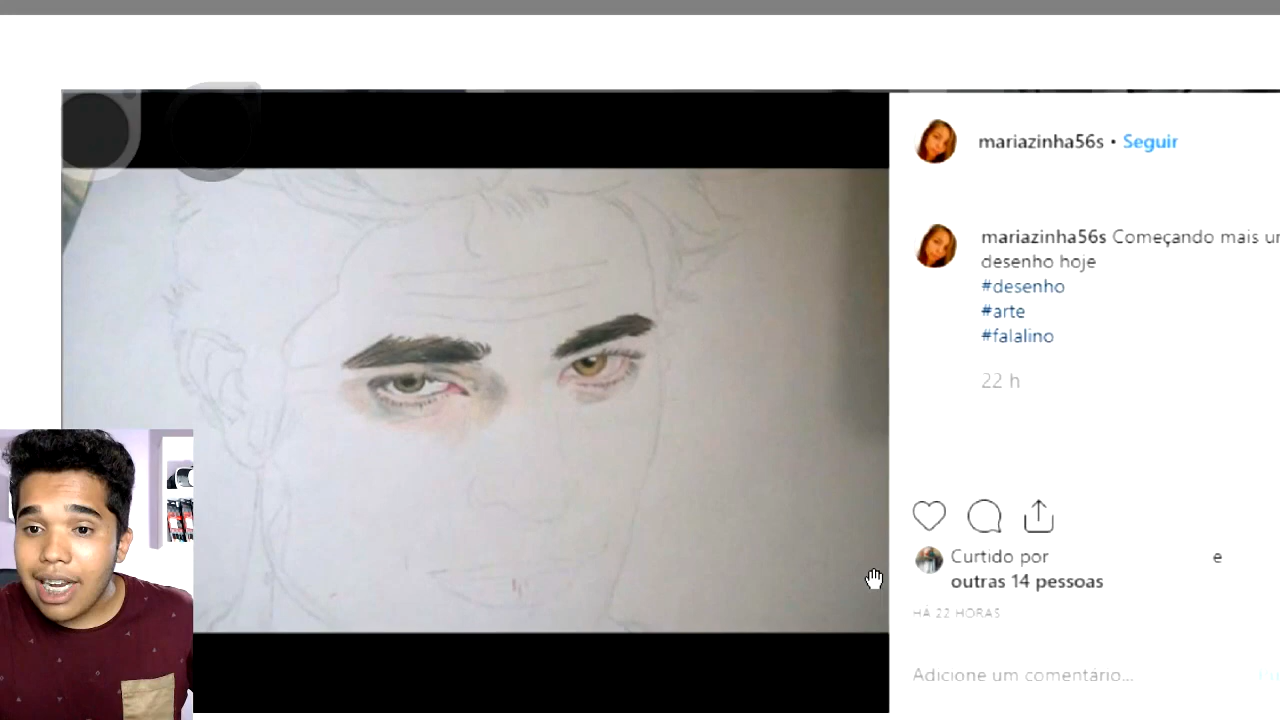 mariazinha56s • Seguir
mariazinha56s Começando mais
desenho hoje
#desenho
#arte
#falalino
22 h
Curtido por e
outras 14 pessoas
HÁ 22 HORAS
Adicione um comentário...